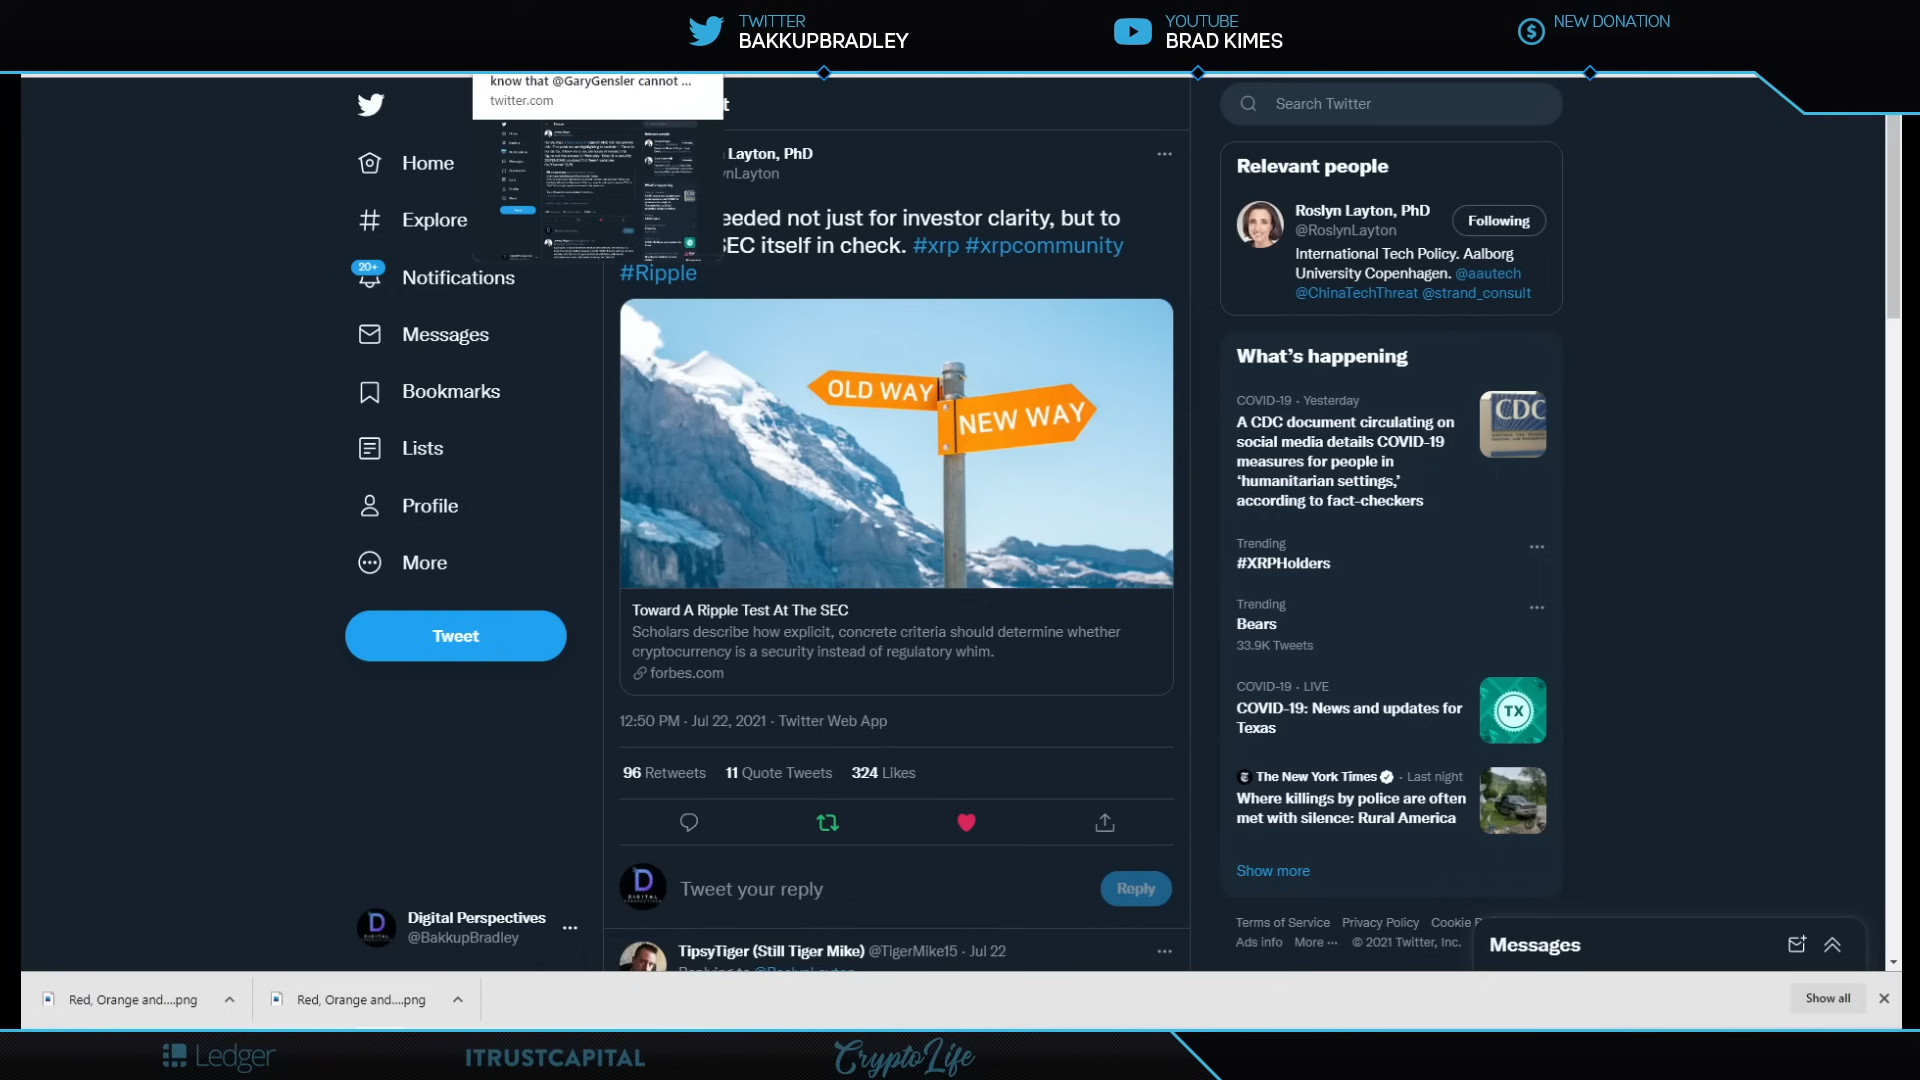 TWITTER
BAKKUPBRADLEY
YOUTUBE
BRAD KIMES
NEW DONATION
know that @GaryGensler cannot ...
twitter.com
Home
Explore
20+
Notifications
Messages
Bookmarks
Lists
Profile
More
Tweet
Digital Perspectives
@BakkupBradley
Layton, PhD
ynLayton
eeded not just for investor clarity, but to
SEC itself in check. #xrp #xrpcommunity
#Ripple
OLD WAY
NEW WAY
Toward A Ripple Test At The SEC
Scholars describe how explicit, concrete criteria should determine whether
cryptocurrency is a security instead of regulatory whim.
forbes.com
12:50 PM · Jul 22, 2021 · Twitter Web App
96 Retweets 11 Quote Tweets 324 Likes
D
DIGITAL
Tweet your reply
Reply
TipsyTiger (Still Tiger Mike) @TigerMike15 · Jul 22
Replying to @RoslynLayton
Search Twitter
Relevant people
Roslyn Layton, PhD
@RoslynLayton
Following
International Tech Policy. Aalborg
University Copenhagen. @aautech
@ChinaTechThreat @strand_consult
What's happening
COVID-19 · Yesterday
A CDC document circulating on
social media details COVID-19
measures for people in
'humanitarian settings,'
according to fact-checkers
CDC
Trending
#XRPHolders
Trending
Bears
33.9K Tweets
COVID-19 · LIVE
COVID-19: News and updates for
Texas
TX
The New York Times · Last night
Where killings by police are often
met with silence: Rural America
Show more
Terms of Service Privacy Policy Cookie P
Ads info More ··· © 2021 Twitter, Inc.
Messages
Red, Orange and....png
Red, Orange and....png
Show all
Ledger
ITRUSTCAPITAL
CryptoLife